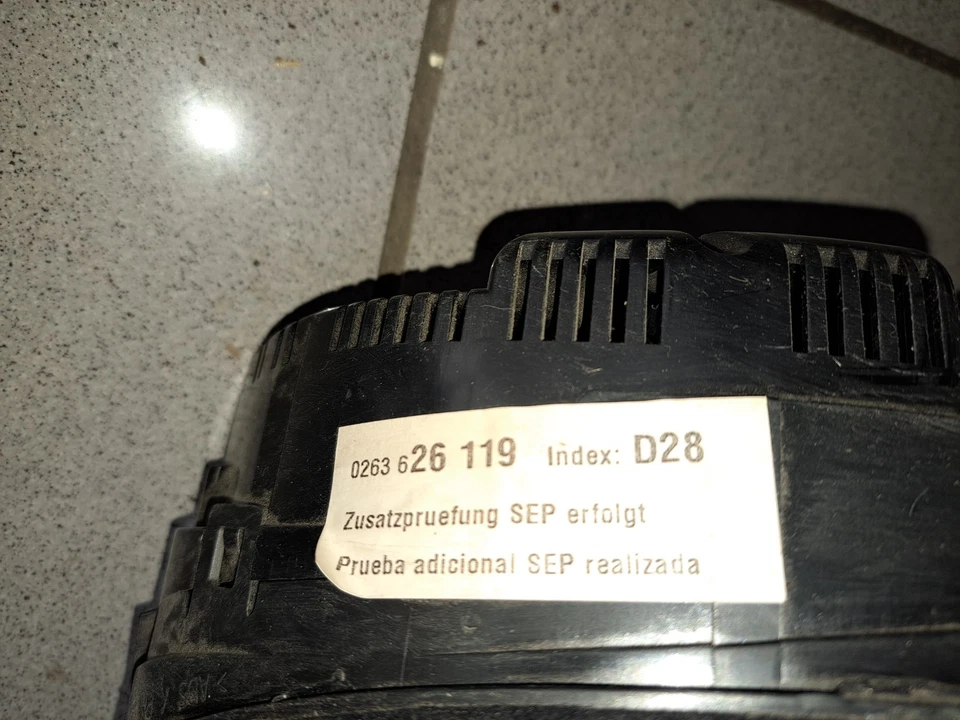 0263 626 119 Index: D28
Zusatzpruefung SEP erfolgt
Prueba adicional SEP realizada